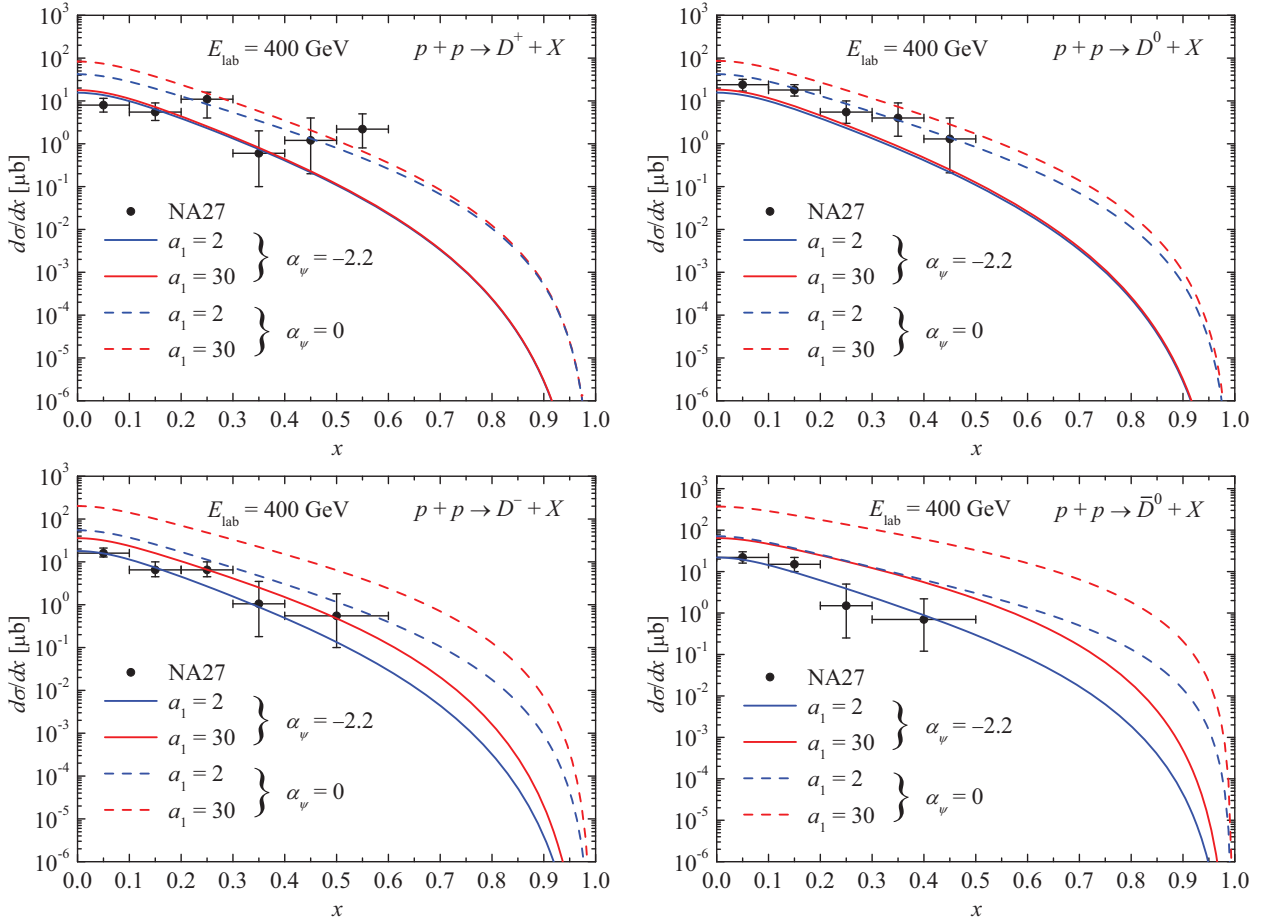 E_lab = 400 GeV p + p → D⁺ + X
10³
10²
10¹
10⁰
10⁻¹
10⁻²
10⁻³
10⁻⁴
10⁻⁵
10⁻⁶
dσ/dx [μb]
NA27
a₁ = 2
a₁ = 30
} α_ψ = –2.2
a₁ = 2
a₁ = 30
} α_ψ = 0
0.0 0.1 0.2 0.3 0.4 0.5 0.6 0.7 0.8 0.9 1.0
x
E_lab = 400 GeV p + p → D⁰ + X
10³
10²
10¹
10⁰
10⁻¹
10⁻²
10⁻³
10⁻⁴
10⁻⁵
10⁻⁶
dσ/dx [μb]
NA27
a₁ = 2
a₁ = 30
} α_ψ = –2.2
a₁ = 2
a₁ = 30
} α_ψ = 0
0.0 0.1 0.2 0.3 0.4 0.5 0.6 0.7 0.8 0.9 1.0
x
E_lab = 400 GeV p + p → D⁻ + X
10³
10²
10¹
10⁰
10⁻¹
10⁻²
10⁻³
10⁻⁴
10⁻⁵
10⁻⁶
dσ/dx [μb]
NA27
a₁ = 2
a₁ = 30
} α_ψ = –2.2
a₁ = 2
a₁ = 30
} α_ψ = 0
0.0 0.1 0.2 0.3 0.4 0.5 0.6 0.7 0.8 0.9 1.0
x
E_lab = 400 GeV p + p → D̄⁰ + X
10³
10²
10¹
10⁰
10⁻¹
10⁻²
10⁻³
10⁻⁴
10⁻⁵
10⁻⁶
dσ/dx [μb]
NA27
a₁ = 2
a₁ = 30
} α_ψ = –2.2
a₁ = 2
a₁ = 30
} α_ψ = 0
0.0 0.1 0.2 0.3 0.4 0.5 0.6 0.7 0.8 0.9 1.0
x